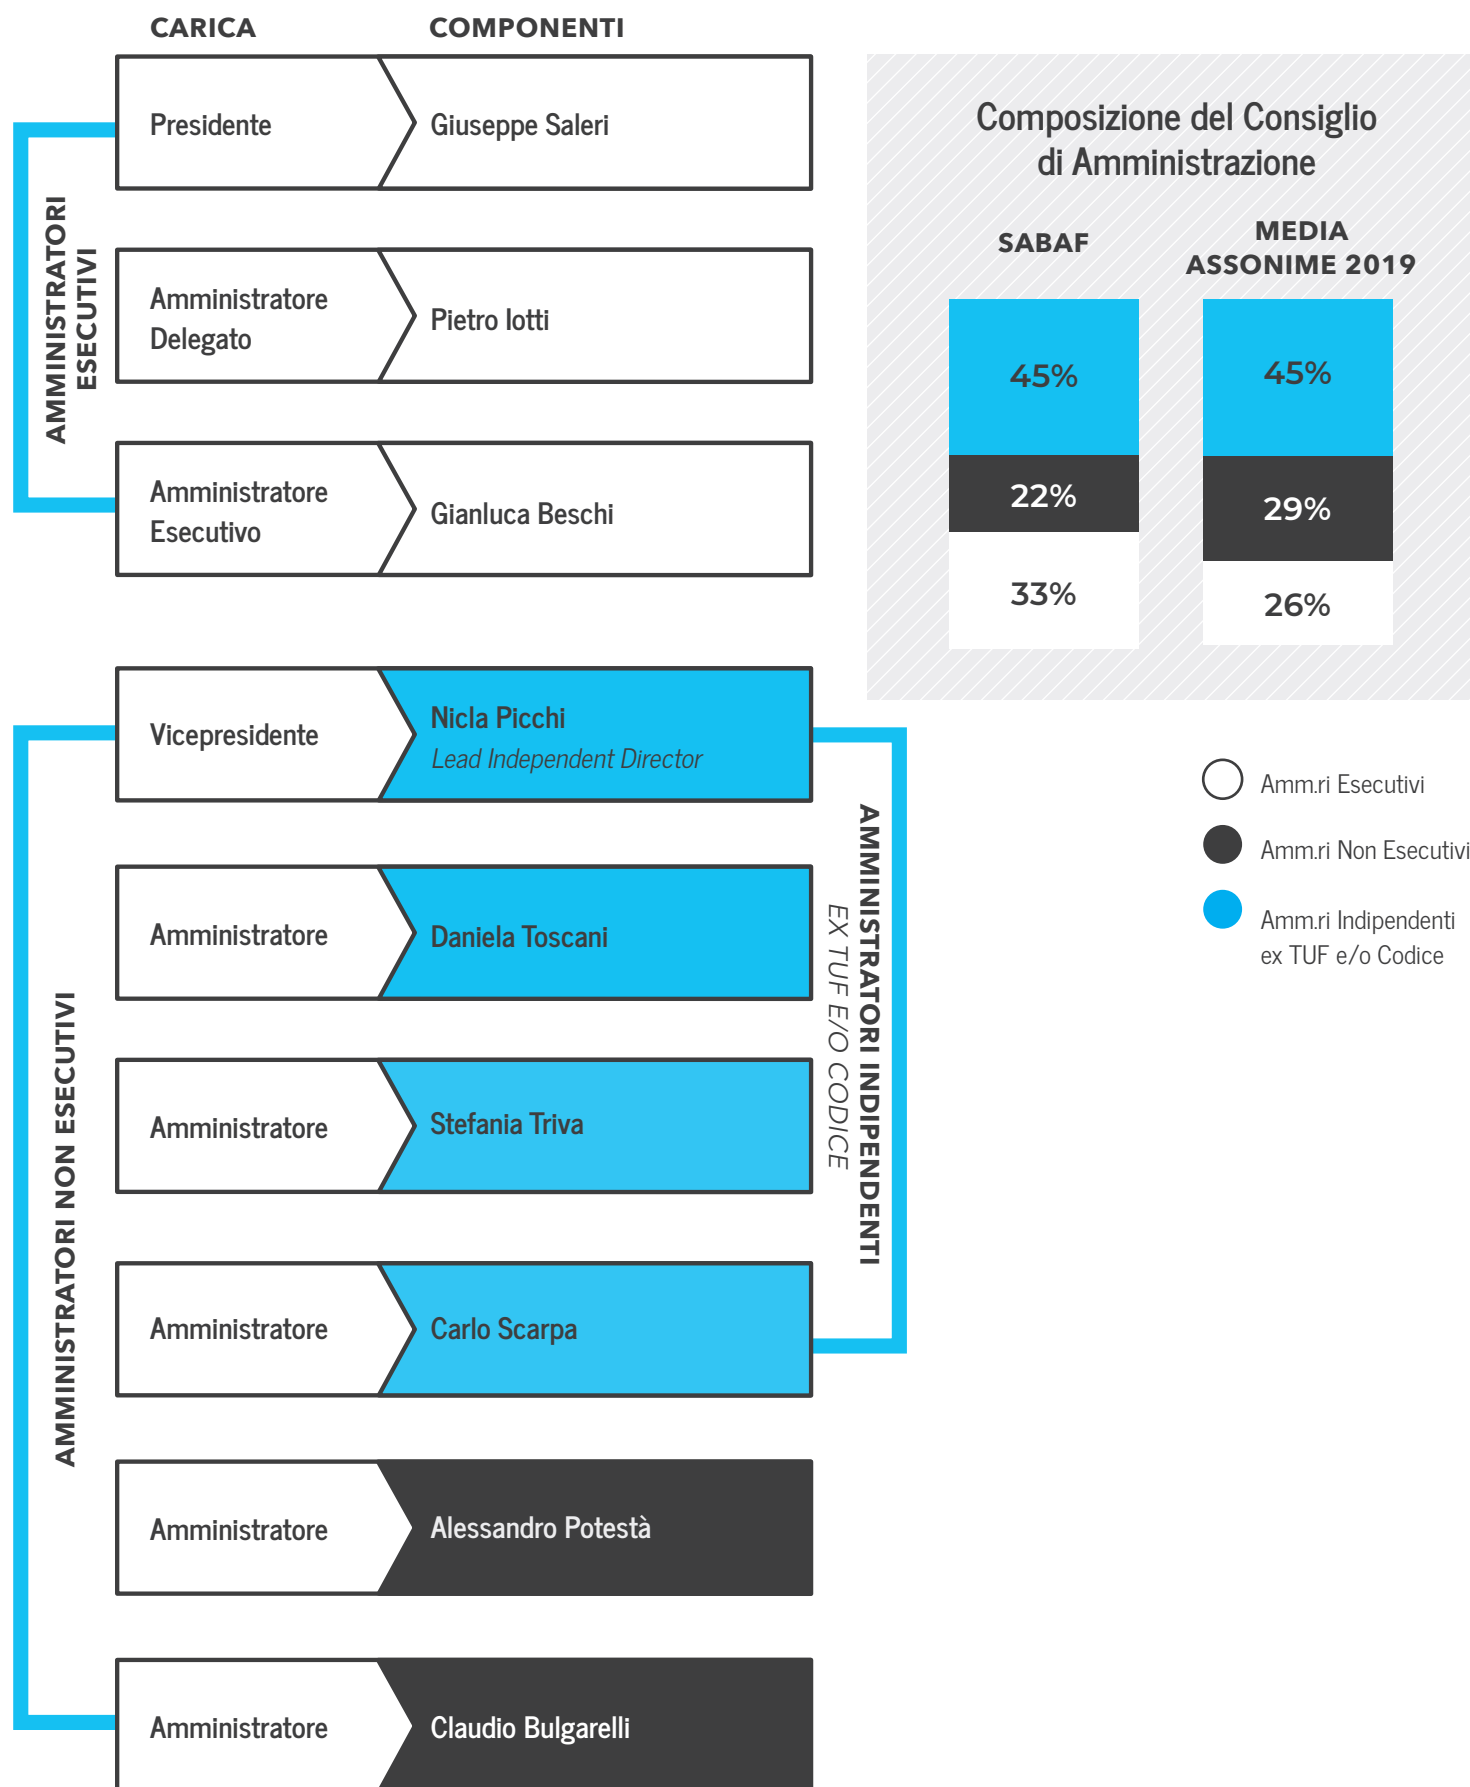 CARICA
COMPONENTI
AMMINISTRATORI
ESECUTIVI
Presidente
Giuseppe Saleri
Amministratore
Delegato
Pietro Iotti
Amministratore
Esecutivo
Gianluca Beschi
AMMINISTRATORI NON ESECUTIVI
Vicepresidente
Nicla Picchi
Lead Independent Director
Amministratore
Daniela Toscani
Amministratore
Stefania Triva
Amministratore
Carlo Scarpa
Amministratore
Alessandro Potestà
Amministratore
Claudio Bulgarelli
AMMINISTRATORI INDIPENDENTI
EX TUF E/O CODICE
Composizione del Consiglio
di Amministrazione
SABAF
45%
22%
33%
MEDIA
ASSONIME 2019
45%
29%
26%
Amm.ri Esecutivi
Amm.ri Non Esecutivi
Amm.ri Indipendenti
ex TUF e/o Codice